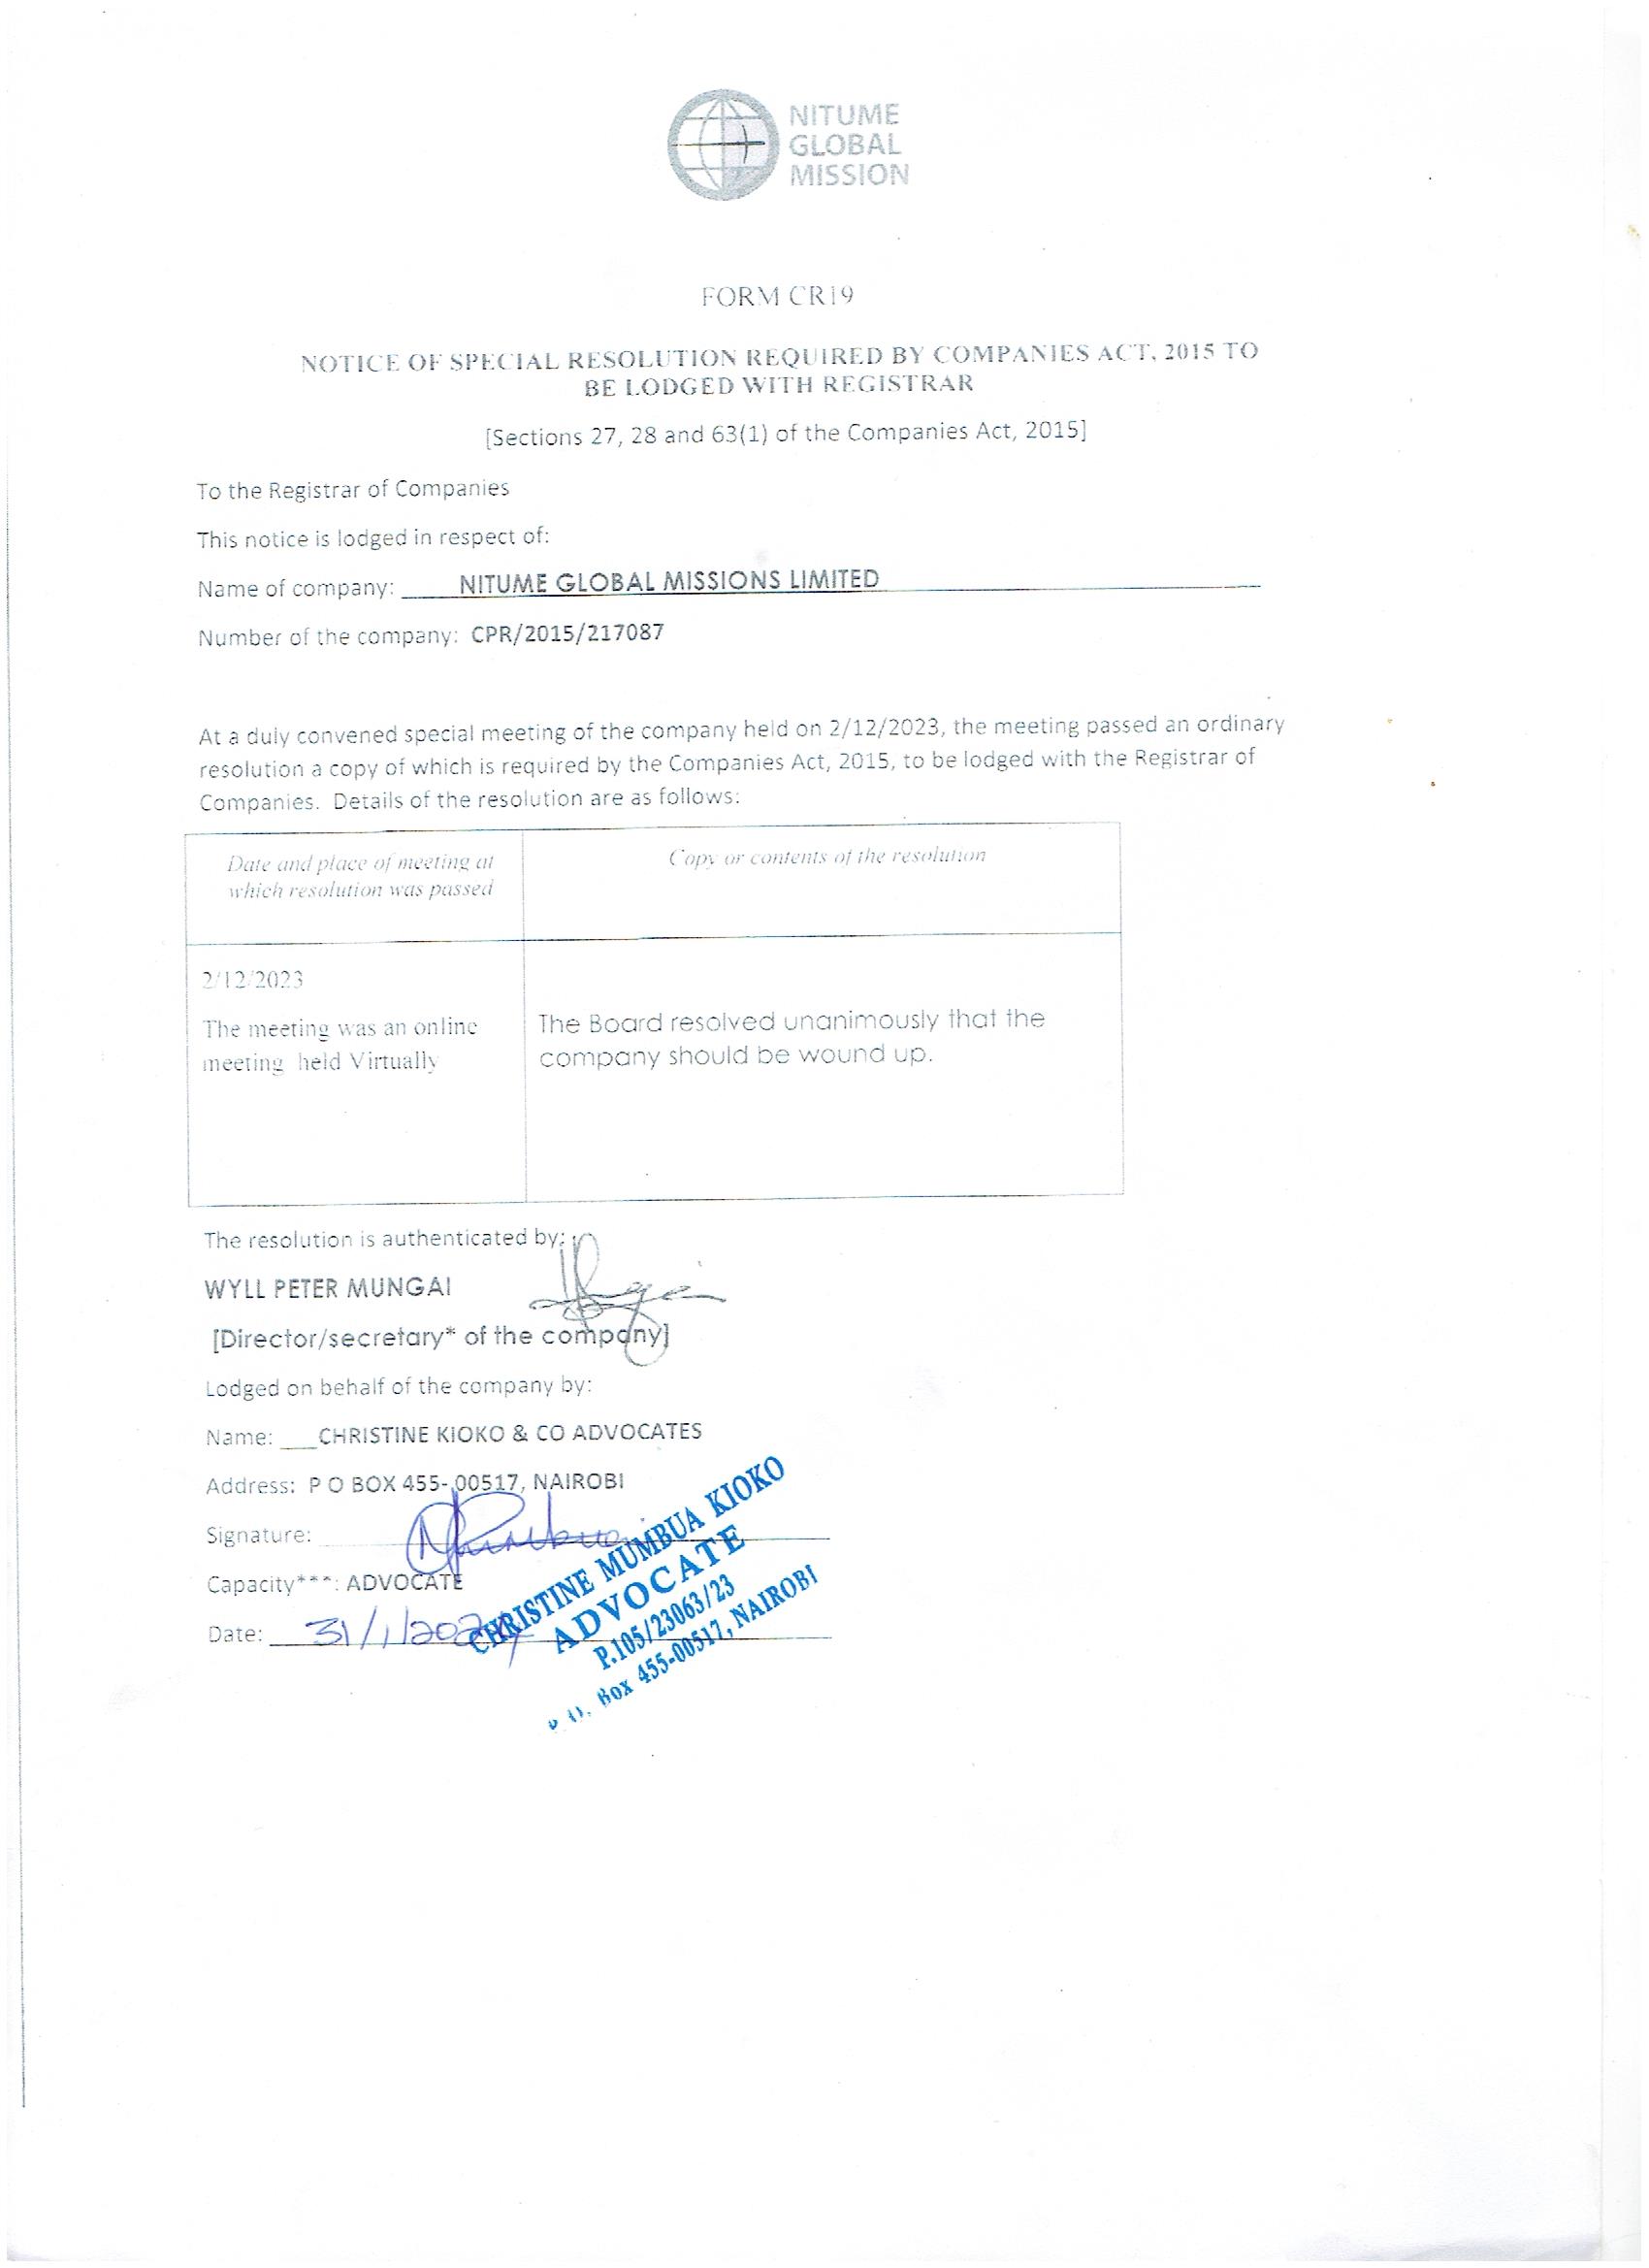 NITUME
GLOBAL
MISSION
FORM CR19
NOTICE OF SPECIAL RESOLUTION REQUIRED BY COMPANIES ACT, 2015 TO
BE LODGED WITH REGISTRAR
[Sections 27, 28 and 63(1) of the Companies Act, 2015]
To the Registrar of Companies
This notice is lodged in respect of:
Name of company: NITUME GLOBAL MISSIONS LIMITED
Number of the company: CPR/2015/217087
At a duly convened special meeting of the company held on 2/12/2023, the meeting passed an ordinary
resolution a copy of which is required by the Companies Act, 2015, to be lodged with the Registrar of
Companies. Details of the resolution are as follows:
Date and place of meeting at
which resolution was passed
Copy or contents of the resolution
2/12/2023
The meeting was an online
meeting held Virtually
The Board resolved unanimously that the
company should be wound up.
The resolution is authenticated by:
WYLL PETER MUNGAI
[Director/secretary* of the company]
Lodged on behalf of the company by:
Name: ___CHRISTINE KIOKO & CO ADVOCATES
Address: P O BOX 455- 00517, NAIROBI
Signature:
Capacity***: ADVOCATE
Date: 31/1/2024
CHRISTINE MUMBUA KIOKO
ADVOCATE
P.105/23063/23
P.O. Box 455-00517, NAIROBI